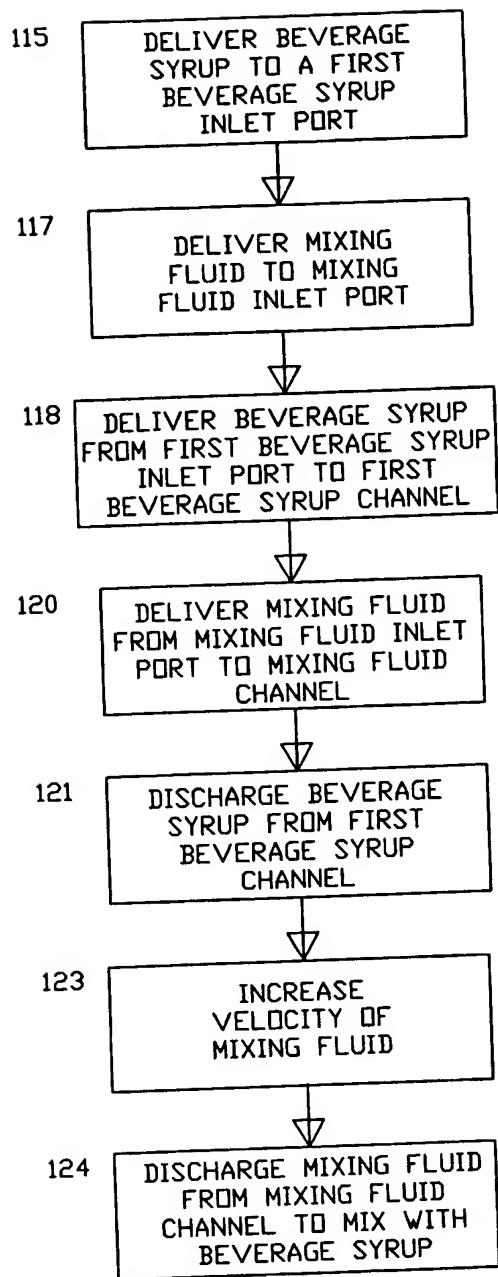 115
DELIVER BEVERAGE
SYRUP TO A FIRST
BEVERAGE SYRUP
INLET PORT
117
DELIVER MIXING
FLUID TO MIXING
FLUID INLET PORT
118
DELIVER BEVERAGE SYRUP
FROM FIRST BEVERAGE SYRUP
INLET PORT TO FIRST
BEVERAGE SYRUP CHANNEL
120
DELIVER MIXING FLUID
FROM MIXING FLUID INLET
PORT TO MIXING FLUID
CHANNEL
121
DISCHARGE BEVERAGE
SYRUP FROM FIRST
BEVERAGE SYRUP
CHANNEL
123
INCREASE
VELOCITY OF
MIXING FLUID
124
DISCHARGE MIXING FLUID
FROM MIXING FLUID
CHANNEL TO MIX WITH
BEVERAGE SYRUP